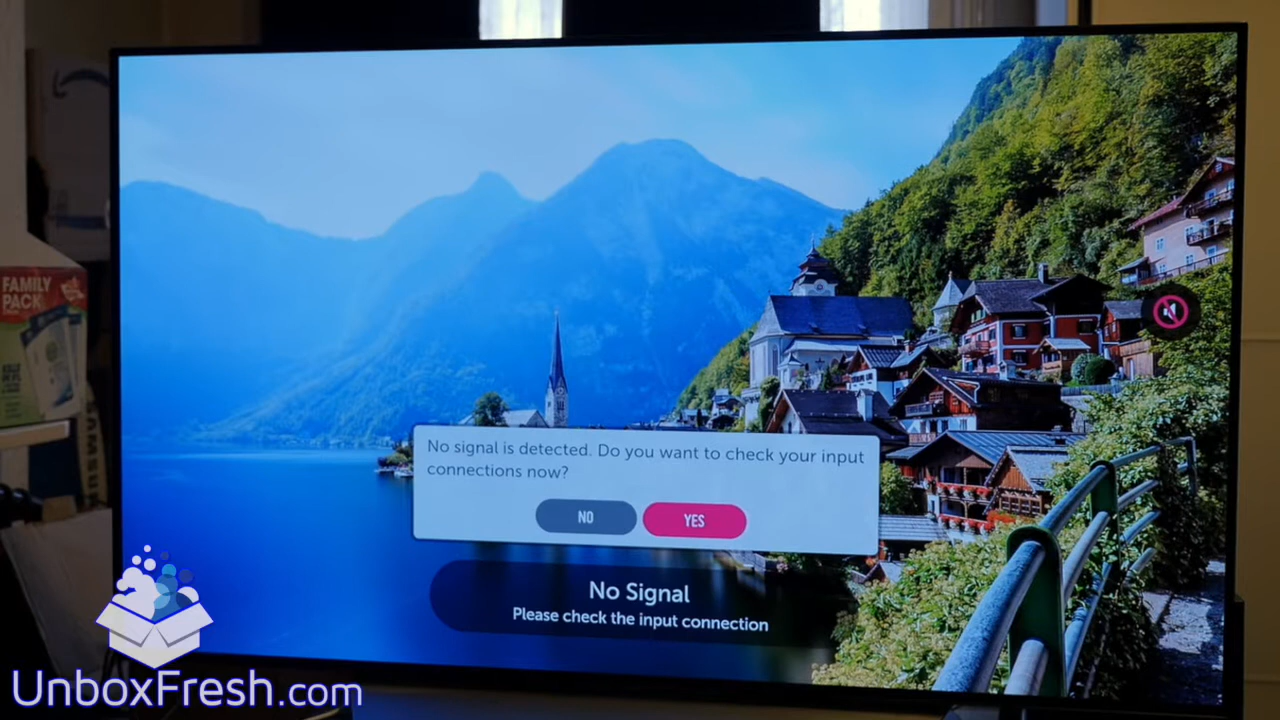 FAMILY
PACK
No signal is detected. Do you want to check your input
connections now?
NO
YES
No Signal
Please check the input connection
UnboxFresh.com